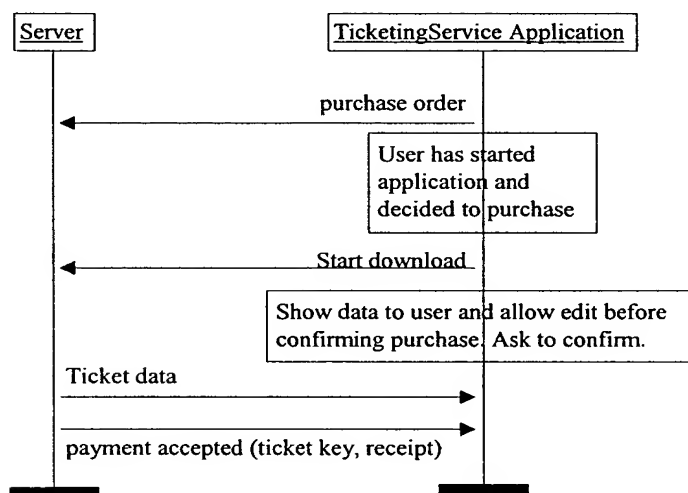 Server
TicketingService Application
purchase order
User has started
application and
decided to purchase
Start download
Show data to user and allow edit before
confirming purchase. Ask to confirm.
Ticket data
payment accepted (ticket key, receipt)